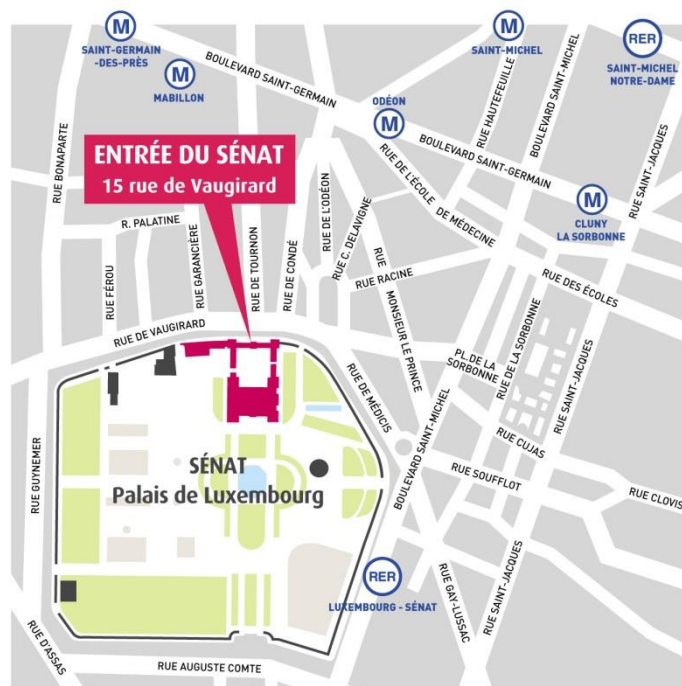 M
SAINT-GERMAIN
-DES-PRÈS
M
MABILLON
BOULEVARD SAINT-GERMAIN
M
SAINT-MICHEL
RER
SAINT-MICHEL
NOTRE-DAME
ODÉON
M
RUE HAUTEFEUILLE
BOULEVARD SAINT-MICHEL
BOULEVARD SAINT-GERMAIN
RUE SAINT-JACQUES
M
CLUNY
LA SORBONNE
RUE BONAPARTE
ENTRÉE DU SÉNAT
15 rue de Vaugirard
RUE DE L'ÉCOLE DE MÉDECINE
R. PALATINE
RUE FÉROU
RUE GARANCIÈRE
RUE DE TOURNON
RUE DE CONDÉ
RUE DE L'ODÉON
RUE C. DELAVIGNE
RUE MONSIEUR LE PRINCE
RUE RACINE
RUE DES ÉCOLES
RUE DE VAUGIRARD
RUE DE MÉDICIS
PL.DE LA
SORBONNE
RUE DE LA SORBONNE
RUE SAINT-JACQUES
RUE CUJAS
RUE GUYNEMER
SÉNAT
Palais de Luxembourg
BOULEVARD SAINT-MICHEL
RUE SOUFFLOT
RUE CLOVIS
RER
LUXEMBOURG - SÉNAT
RUE GAY-LUSSAC
RUE SAINT-JACQUES
RUE D'ASSAS
RUE AUGUSTE COMTE